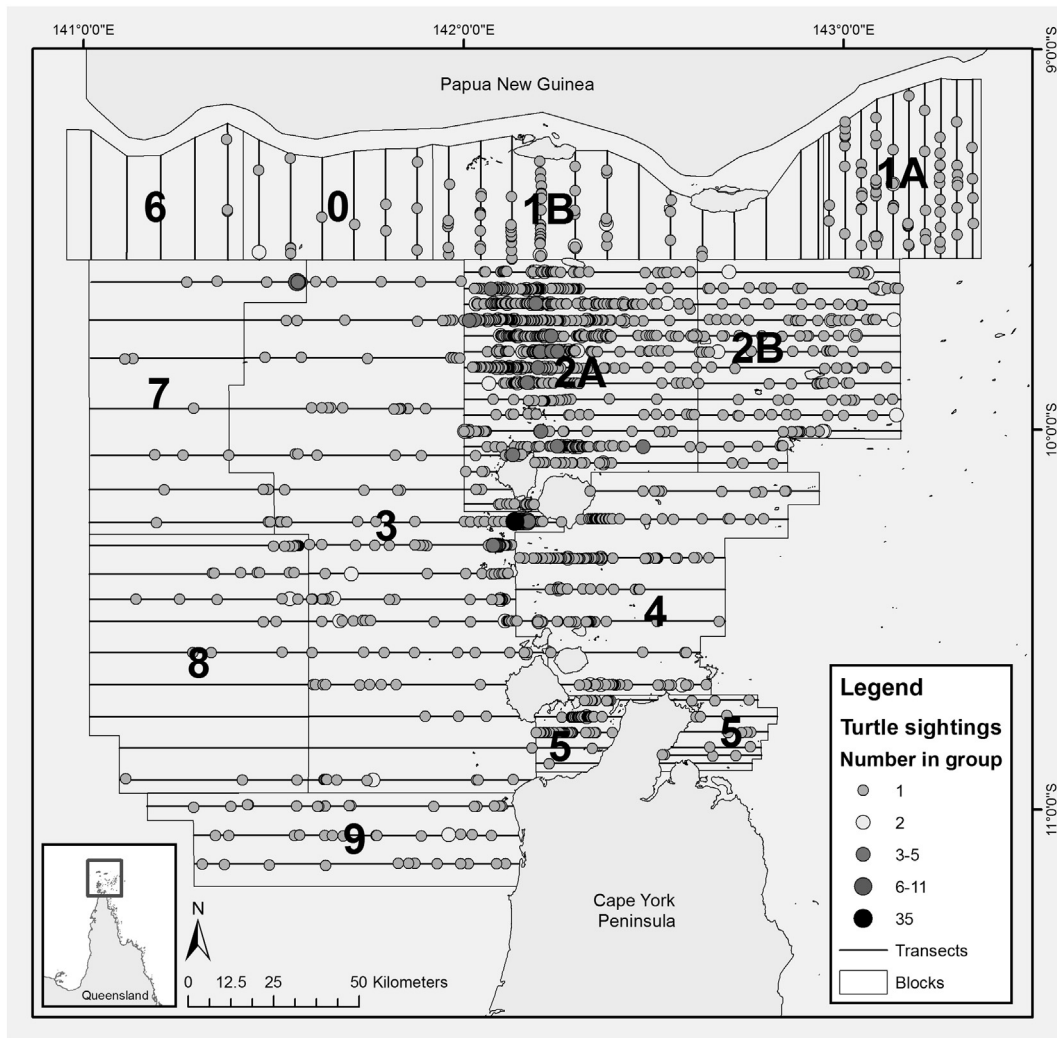 141°0'0"E
142°0'0"E
143°0'0"E
9°0'0"S
Papua New Guinea
1A
6
0
1B
2B
2A
7
10°0'0"S
3
4
8
Legend
Turtle sightings
5
5
Number in group
1
11°0'0"S
2
9
3-5
6-11
Cape York
Peninsula
35
N
Transects
0 12.5 25 50 Kilometers
Blocks
Queensland